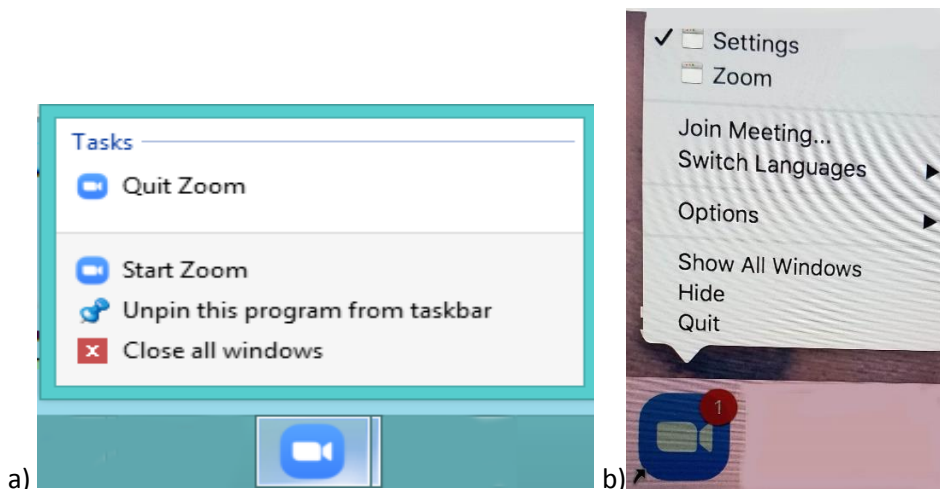 Tasks
Quit Zoom
Start Zoom
Unpin this program from taskbar
Close all windows
a)
Settings
Zoom
Join Meeting...
Switch Languages
Options
Show All Windows
Hide
Quit
1
b)